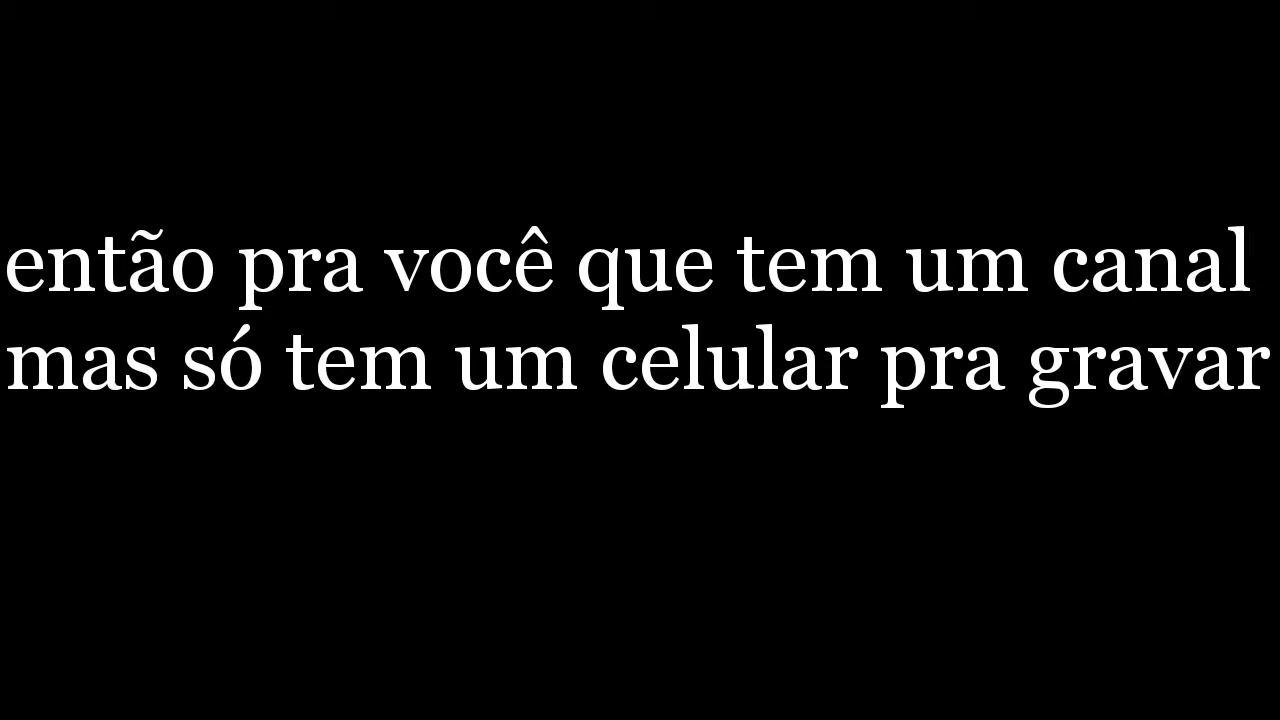 então pra você que tem um canal
mas só tem um celular pra gravar